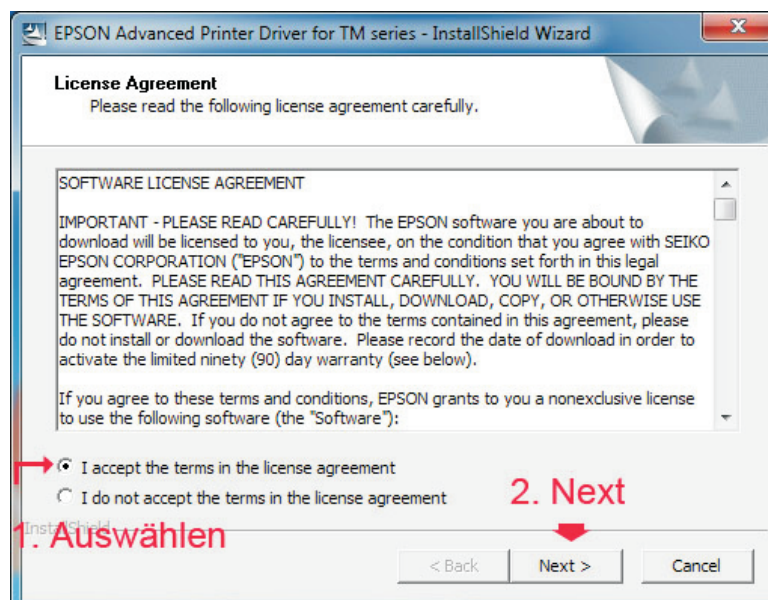 EPSON Advanced Printer Driver for TM series - InstallShield Wizard
License Agreement
Please read the following license agreement carefully.
SOFTWARE LICENSE AGREEMENT
IMPORTANT - PLEASE READ CAREFULLY!  The EPSON software you are about to
download will be licensed to you, the licensee, on the condition that you agree with SEIKO
EPSON CORPORATION ("EPSON") to the terms and conditions set forth in this legal
agreement.  PLEASE READ THIS AGREEMENT CAREFULLY.  YOU WILL BE BOUND BY THE
TERMS OF THIS AGREEMENT IF YOU INSTALL, DOWNLOAD, COPY, OR OTHERWISE USE
THE SOFTWARE.  If you do not agree to the terms contained in this agreement, please
do not install or download the software.  Please record the date of download in order to
activate the limited ninety (90) day warranty (see below).
If you agree to these terms and conditions, EPSON grants to you a nonexclusive license
to use the following software (the "Software"):
I accept the terms in the license agreement
I do not accept the terms in the license agreement
2. Next
InstallShield
1. Auswählen
< Back
Next >
Cancel